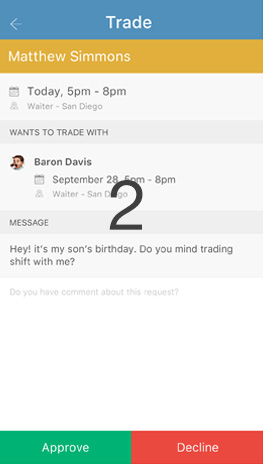 Trade
Matthew Simmons
Today, 5pm - 8pm
Waiter - San Diego
WANTS TO TRADE WITH
Baron Davis
September 28, 5pm - 8pm
Waiter - San Diego
2
MESSAGE
Hey! it's my son's birthday. Do you mind trading
shift with me?
Do you have comment about this request?
Approve Decline